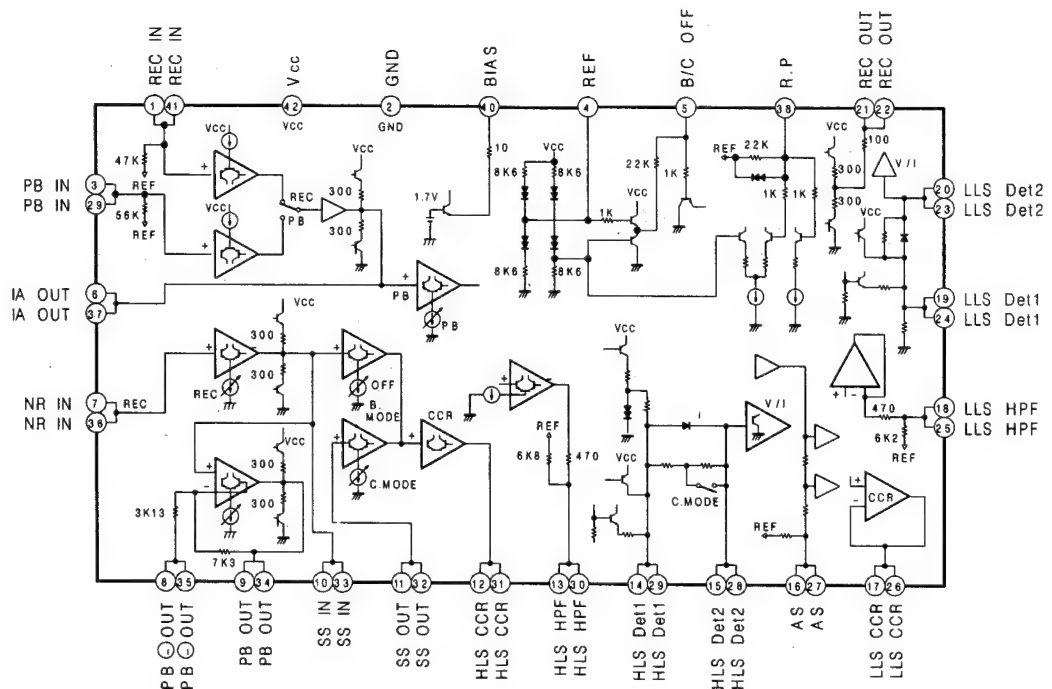 REC IN
REC IN
Vcc
GND
BIAS
REF
B/C OFF
R.P
REC OUT
REC OUT
1
41
42
2
40
4
5
38
21
22
VCC
GND
47K
REF
56K
REF
VCC
VCC
REC
PB
VCC
300
300
1.7V
10
VCC
8K6
8K6
8K6
8K6
1K
VCC
22K
1K
REF
22K
1K
1K
VCC
300
300
100
V/I
VCC
PB IN
PB IN
3
29
20
23
LLS Det2
LLS Det2
IA OUT
IA OUT
6
37
+
PB
PB
19
24
LLS Det1
LLS Det1
NR IN
NR IN
7
36
REC
+
REC
VCC
300
300
+
OFF
B.
MODE
+
C.MODE
+
CCR
+
REF
6K8
470
VCC
VCC
i
C.MODE
V/I
REF
+
-
470
6K2
REF
18
25
LLS HPF
LLS HPF
+
-
CCR
+
-
VCC
300
300
3K13
7K3
8
35
9
34
10
33
11
32
12
31
13
30
14
29
15
28
16
27
17
26
PB⊖OUT
PB⊖OUT
PB OUT
PB OUT
SS IN
SS IN
SS OUT
SS OUT
HLS CCR
HLS CCR
HLS HPF
HLS HPF
HLS Det1
HLS Det1
HLS Det2
HLS Det2
AS
AS
LLS CCR
LLS CCR